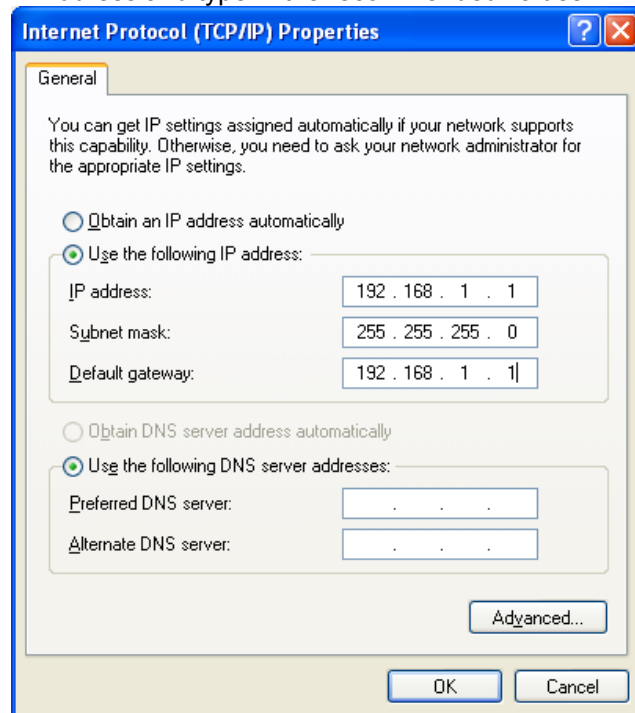 Internet Protocol (TCP/IP) Properties
General
You can get IP settings assigned automatically if your network supports
this capability. Otherwise, you need to ask your network administrator for
the appropriate IP settings.
Obtain an IP address automatically
Use the following IP address:
IP address: 192 . 168 . 1 . 1
Subnet mask: 255 . 255 . 255 . 0
Default gateway: 192 . 168 . 1 . 1
Obtain DNS server address automatically
Use the following DNS server addresses:
Preferred DNS server: . . .
Alternate DNS server: . . .
Advanced...
OK Cancel